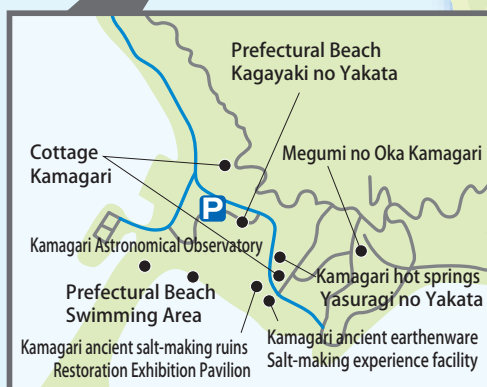 Prefectural Beach
Kagayaki no Yakata
Cottage
Kamagari
Megumi no Oka Kamagari
P
Kamagari Astronomical Observatory
Prefectural Beach
Swimming Area
Kamagari hot springs
Yasuragi no Yakata
Kamagari ancient salt-making ruins
Restoration Exhibition Pavilion
Kamagari ancient earthenware
Salt-making experience facility